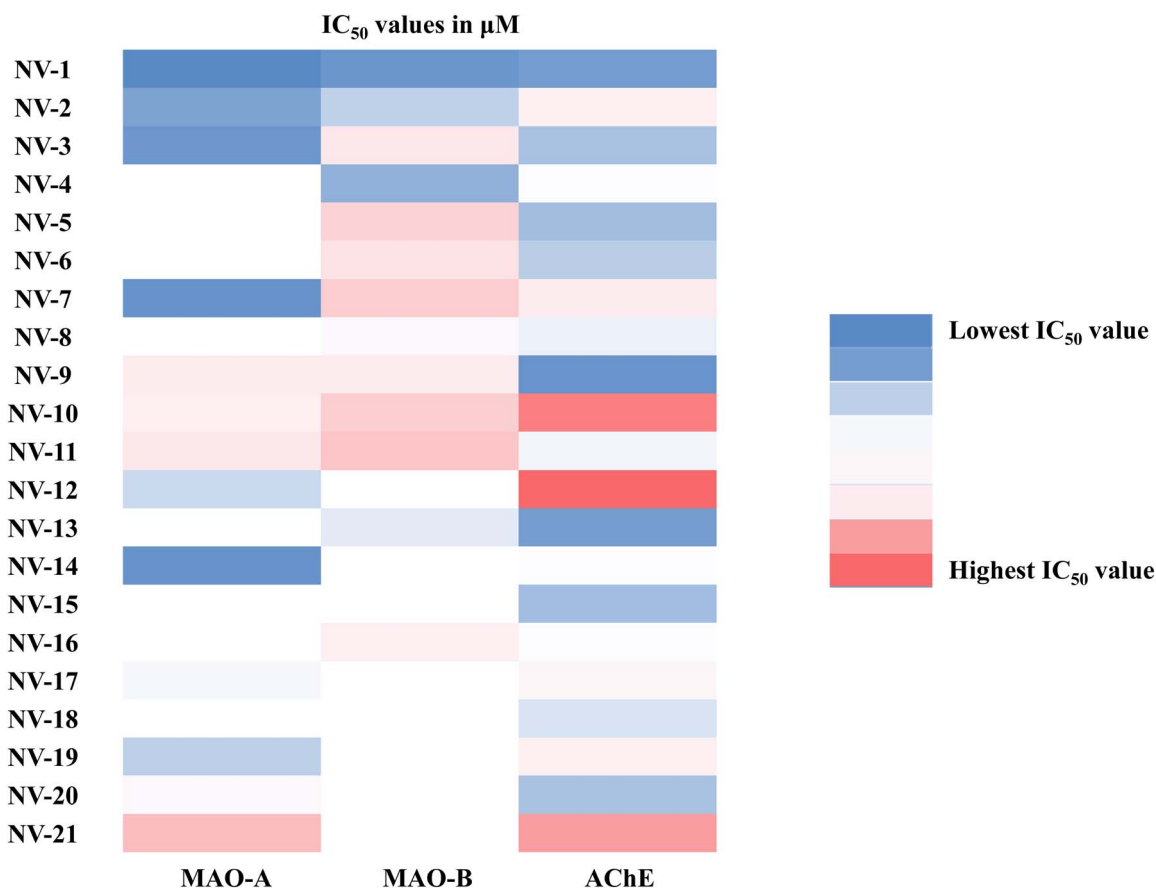 IC₅₀ values in µM
NV-1
NV-2
NV-3
NV-4
NV-5
NV-6
NV-7
NV-8
NV-9
NV-10
NV-11
NV-12
NV-13
NV-14
NV-15
NV-16
NV-17
NV-18
NV-19
NV-20
NV-21
MAO-A MAO-B AChE
Lowest IC₅₀ value
Highest IC₅₀ value